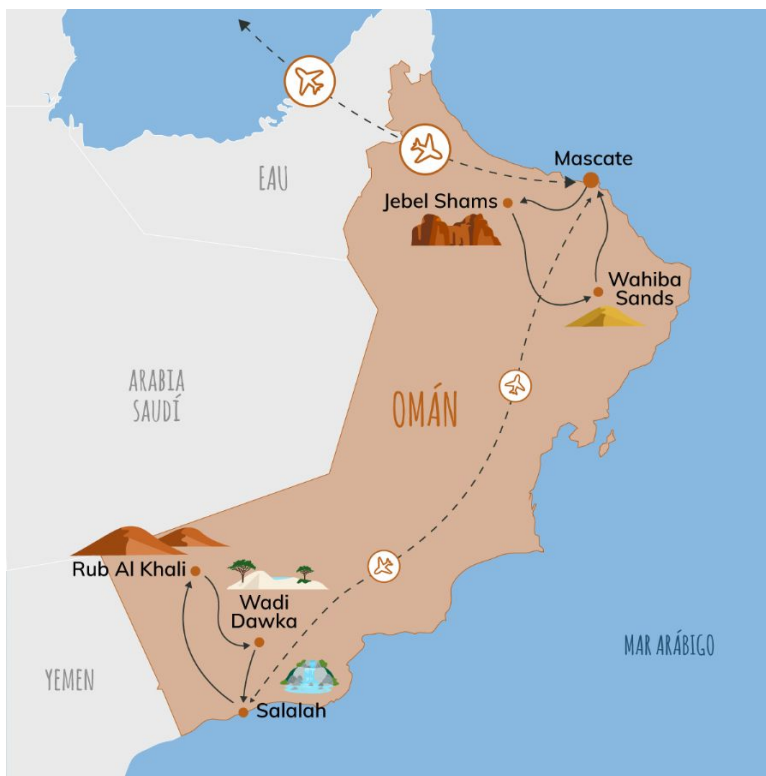 Mascate
EAU
Jebel Shams
Wahiba
Sands
ARABIA
SAUDÍ
OMÁN
Rub Al Khali
Wadi
Dawka
MAR ARÁBIGO
YEMEN
Salalah